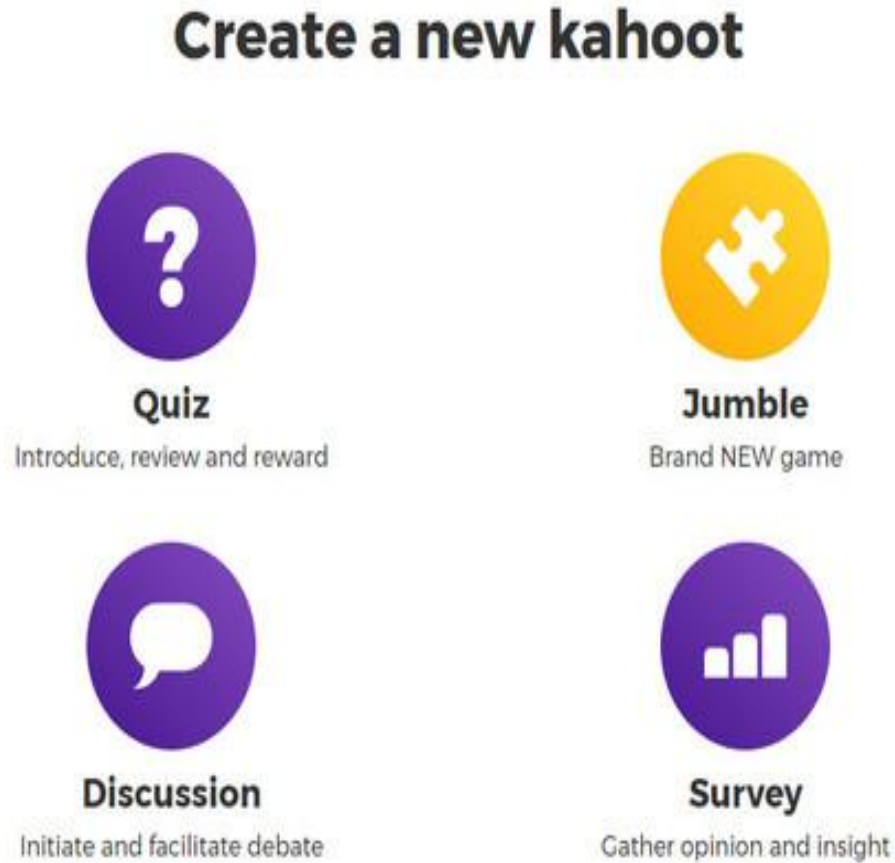 Create a new kahoot
Quiz
Introduce, review and reward
Jumble
Brand NEW game
Discussion
Initiate and facilitate debate
Survey
Gather opinion and insight